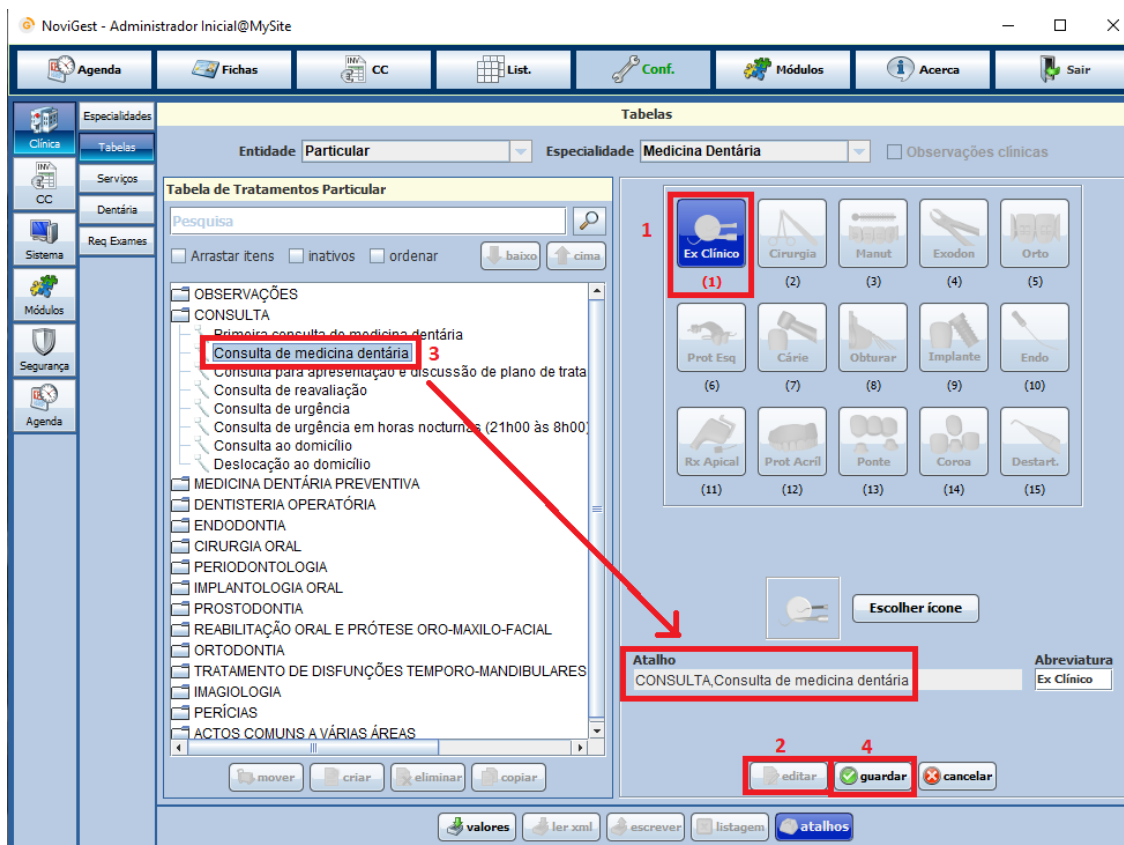 NoviGest - Administrador Inicial@MySite
Agenda
Fichas
CC
List.
Conf.
Módulos
Acerca
Sair
Clínica
CC
Sistema
Módulos
Segurança
Agenda
Especialidades
Tabelas
Serviços
Dentária
Req Exames
Tabelas
Entidade Particular
Especialidade Medicina Dentária
Observações clínicas
Tabela de Tratamentos Particular
Pesquisa
Arrastar itens inativos ordenar baixo cima
OBSERVAÇÕES
CONSULTA
Primeira consulta de medicina dentária
Consulta de medicina dentária 3
Consulta para apresentação e discussão de plano de trata
Consulta de reavaliação
Consulta de urgência
Consulta de urgência em horas nocturnas (21h00 às 8h00)
Consulta ao domicílio
Deslocação ao domicílio
MEDICINA DENTÁRIA PREVENTIVA
DENTISTERIA OPERATÓRIA
ENDODONTIA
CIRURGIA ORAL
PERIODONTOLOGIA
IMPLANTOLOGIA ORAL
PROSTODONTIA
REABILITAÇÃO ORAL E PRÓTESE ORO-MAXILO-FACIAL
ORTODONTIA
TRATAMENTO DE DISFUNÇÕES TEMPORO-MANDIBULARES
IMAGIOLOGIA
PERÍCIAS
ACTOS COMUNS A VÁRIAS ÁREAS
mover criar eliminar copiar
1
Ex Clínico Cirurgia Manut Exodon Orto
(1) (2) (3) (4) (5)
Prot Esq Cárie Obturar Implante Endo
(6) (7) (8) (9) (10)
Rx Apical Prot Acríl Ponte Coroa Destart.
(11) (12) (13) (14) (15)
Escolher ícone
Atalho Abreviatura
CONSULTA,Consulta de medicina dentária Ex Clínico
2 4
editar guardar cancelar
valores ler xml escrever listagem atalhos